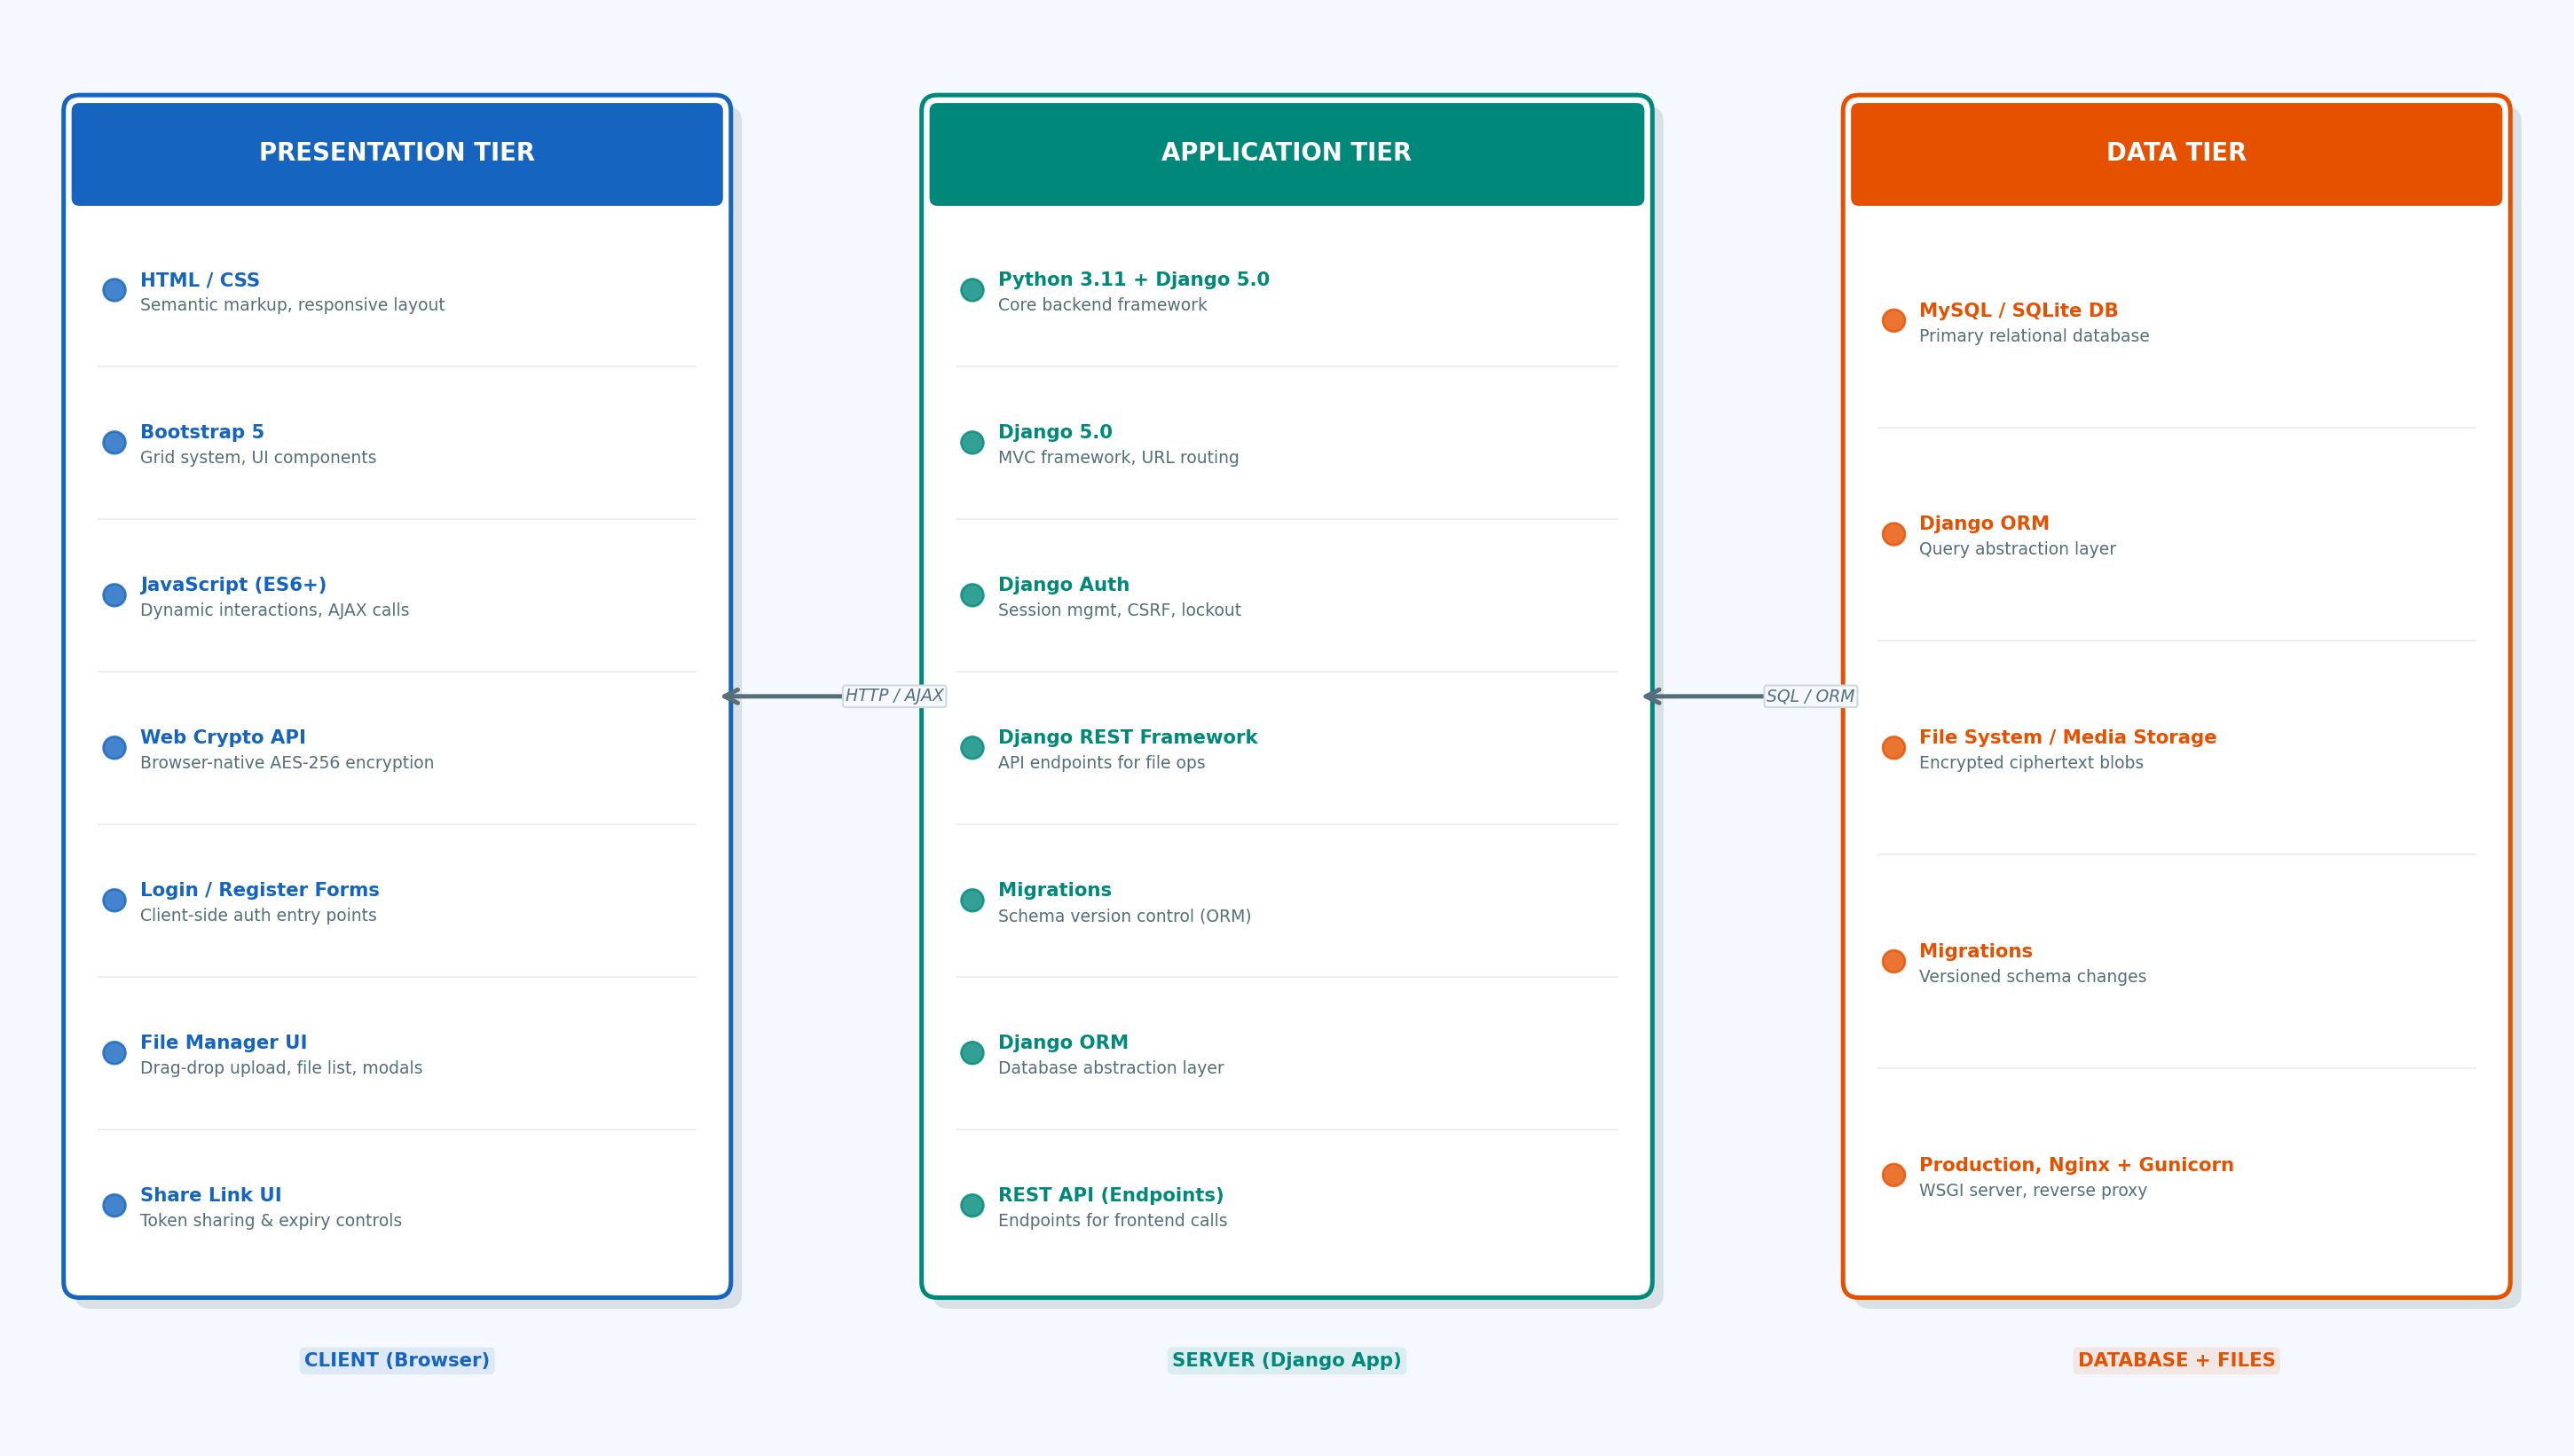 PRESENTATION TIER
HTML / CSS
Semantic markup, responsive layout
Bootstrap 5
Grid system, UI components
JavaScript (ES6+)
Dynamic interactions, AJAX calls
Web Crypto API
Browser-native AES-256 encryption
Login / Register Forms
Client-side auth entry points
File Manager UI
Drag-drop upload, file list, modals
Share Link UI
Token sharing & expiry controls
CLIENT (Browser)
HTTP / AJAX
APPLICATION TIER
Python 3.11 + Django 5.0
Core backend framework
Django 5.0
MVC framework, URL routing
Django Auth
Session mgmt, CSRF, lockout
Django REST Framework
API endpoints for file ops
Migrations
Schema version control (ORM)
Django ORM
Database abstraction layer
REST API (Endpoints)
Endpoints for frontend calls
SERVER (Django App)
SQL / ORM
DATA TIER
MySQL / SQLite DB
Primary relational database
Django ORM
Query abstraction layer
File System / Media Storage
Encrypted ciphertext blobs
Migrations
Versioned schema changes
Production, Nginx + Gunicorn
WSGI server, reverse proxy
DATABASE + FILES